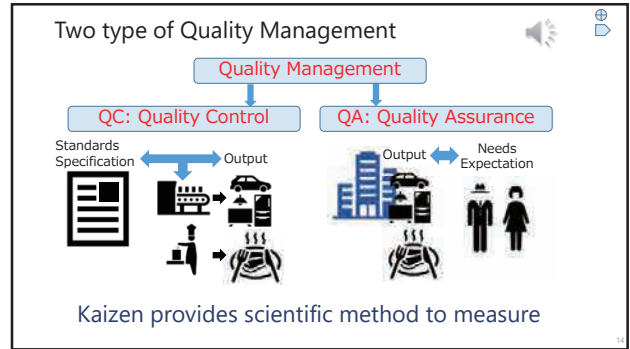 Two type of Quality Management
Quality Management
QC: Quality Control
QA: Quality Assurance
Standards
Specification
Output
Output
Needs
Expectation
Kaizen provides scientific method to measure
14